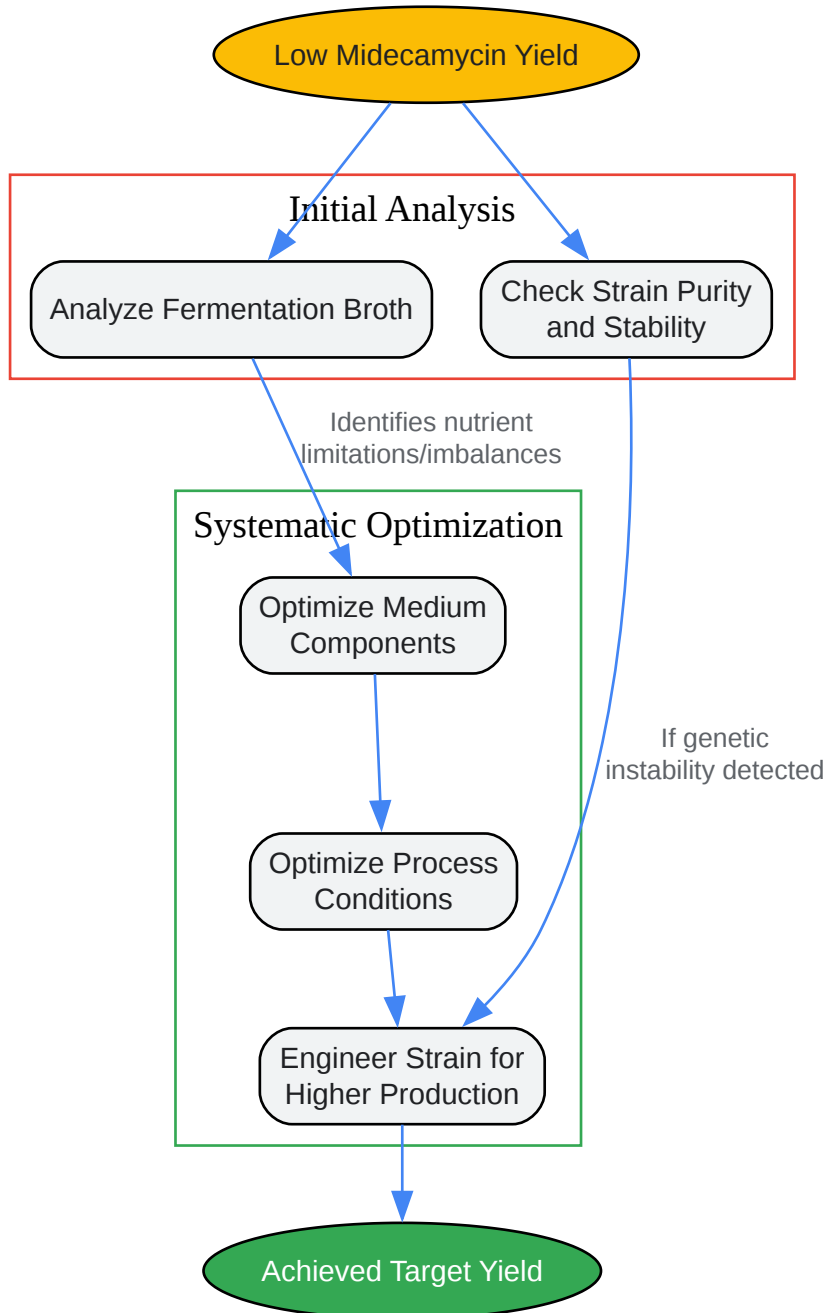 Low Midecamycin Yield
Initial Analysis
Analyze Fermentation Broth
Check Strain Purity
and Stability
Identifies nutrient
limitations/imbalances
Systematic Optimization
Optimize Medium
Components
If genetic
instability detected
Optimize Process
Conditions
Engineer Strain for
Higher Production
Achieved Target Yield